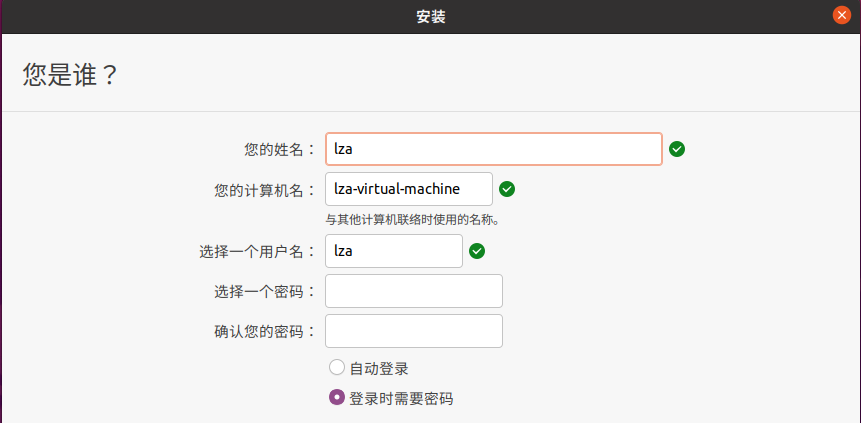 安装
您是谁？
您的姓名： lza
您的计算机名： lza-virtual-machine
与其他计算机联络时使用的名称。
选择一个用户名： lza
选择一个密码：
确认您的密码：
自动登录
登录时需要密码